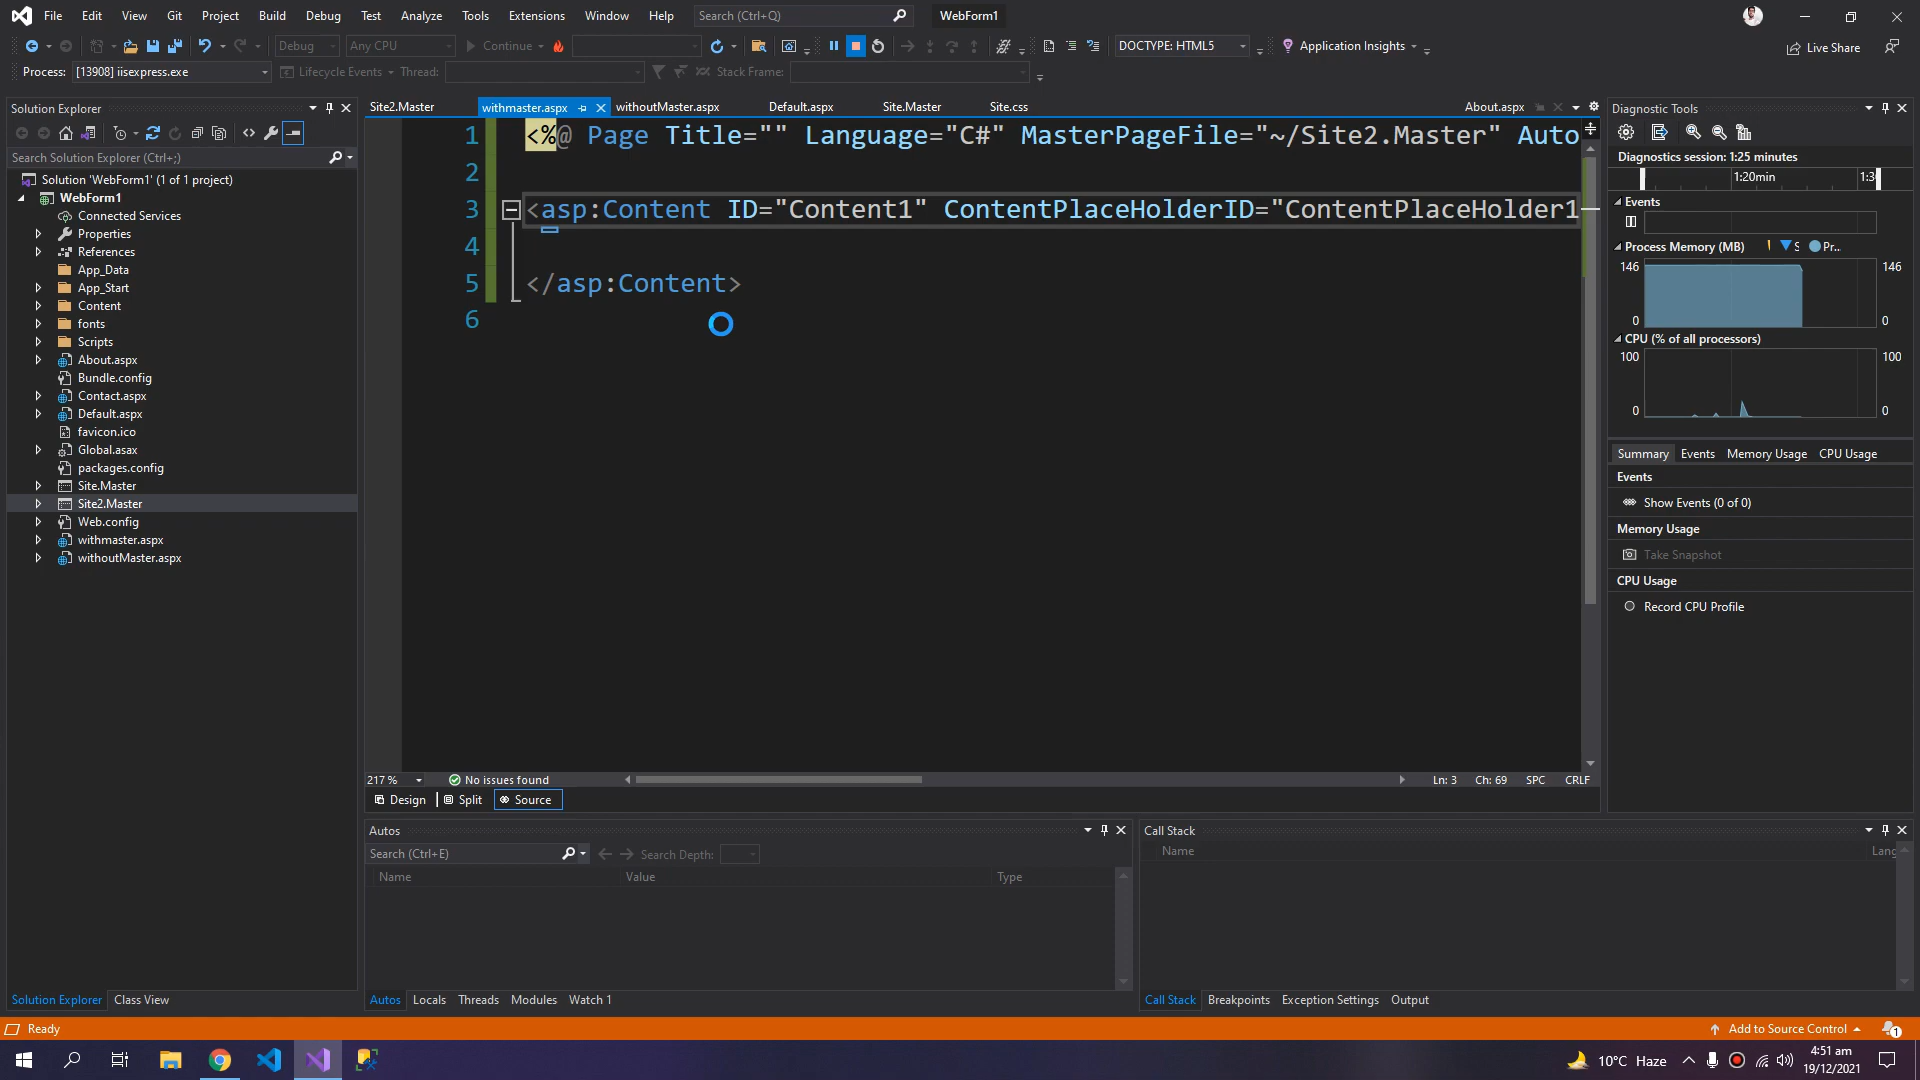 File Edit View Git Project Build Debug Test Analyze Tools Extensions Window Help Search (Ctrl+Q) WebForm1
Debug Any CPU Continue DOCTYPE: HTML5 Application Insights Live Share
Process: [13908] iisexpress.exe Lifecycle Events Thread: Stack Frame:
Solution Explorer
Search Solution Explorer (Ctrl+;)
Solution 'WebForm1' (1 of 1 project)
WebForm1
Connected Services
Properties
References
App_Data
App_Start
Content
fonts
Scripts
About.aspx
Bundle.config
Contact.aspx
Default.aspx
favicon.ico
Global.asax
packages.config
Site.Master
Site2.Master
Web.config
withmaster.aspx
withoutMaster.aspx
Solution Explorer Class View
Site2.Master withmaster.aspx withoutMaster.aspx Default.aspx Site.Master Site.css About.aspx
1 <%@ Page Title="" Language="C#" MasterPageFile="~/Site2.Master" Auto
2
3 <asp:Content ID="Content1" ContentPlaceHolderID="ContentPlaceHolder1
4
5 </asp:Content>
6
217 % No issues found Ln: 3 Ch: 69 SPC CRLF
Design Split Source
Autos
Search (Ctrl+E) Search Depth:
Name Value Type
Autos Locals Threads Modules Watch 1
Call Stack
Name Lang
Call Stack Breakpoints Exception Settings Output
Diagnostic Tools
Diagnostics session: 1:25 minutes
1:20min 1:3
Events
Process Memory (MB) S Pr...
146 146
0 0
CPU (% of all processors)
100 100
0 0
Summary Events Memory Usage CPU Usage
Events
Show Events (0 of 0)
Memory Usage
Take Snapshot
CPU Usage
Record CPU Profile
Ready Add to Source Control 1
10°C Haze 4:51 am
19/12/2021